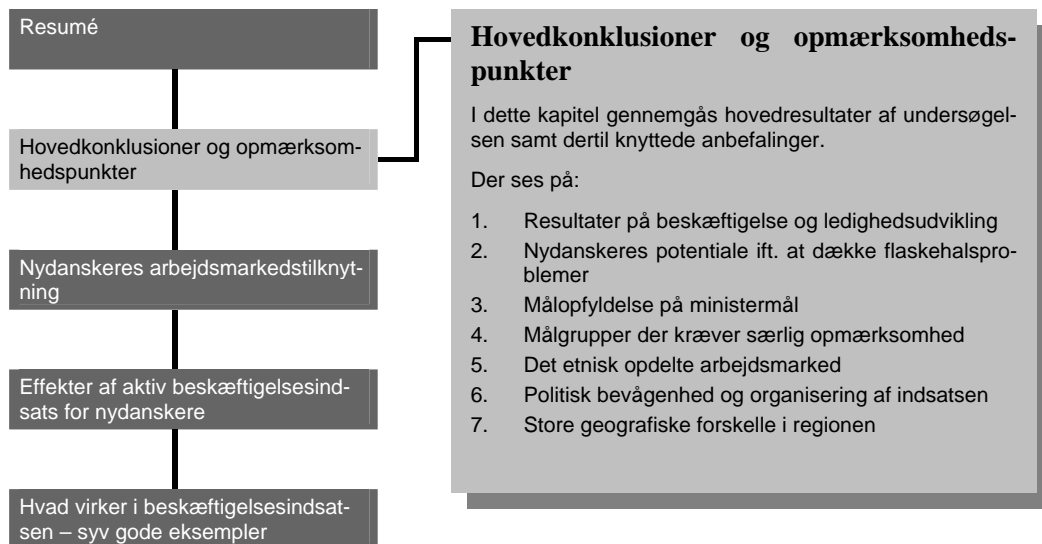 Resumé
Hovedkonklusioner og opmærksom-
hedspunkter
Nydanskeres arbejdsmarkedstilknyt-
ning
Effekter af aktiv beskæftigelsesind-
sats for nydanskere
Hvad virker i beskæftigelsesindsat-
sen – syv gode eksempler
Hovedkonklusioner og opmærksomheds-
punkter
I dette kapitel gennemgås hovedresultater af undersøgel-
sen samt dertil knyttede anbefalinger.
Der ses på:
1. Resultater på beskæftigelse og ledighedsudvikling
2. Nydanskeres potentiale ift. at dække flaskehalspro-
blemer
3. Målopfyldelse på ministermål
4. Målgrupper der kræver særlig opmærksomhed
5. Det etnisk opdelte arbejdsmarked
6. Politisk bevågenhed og organisering af indsatsen
7. Store geografiske forskelle i regionen